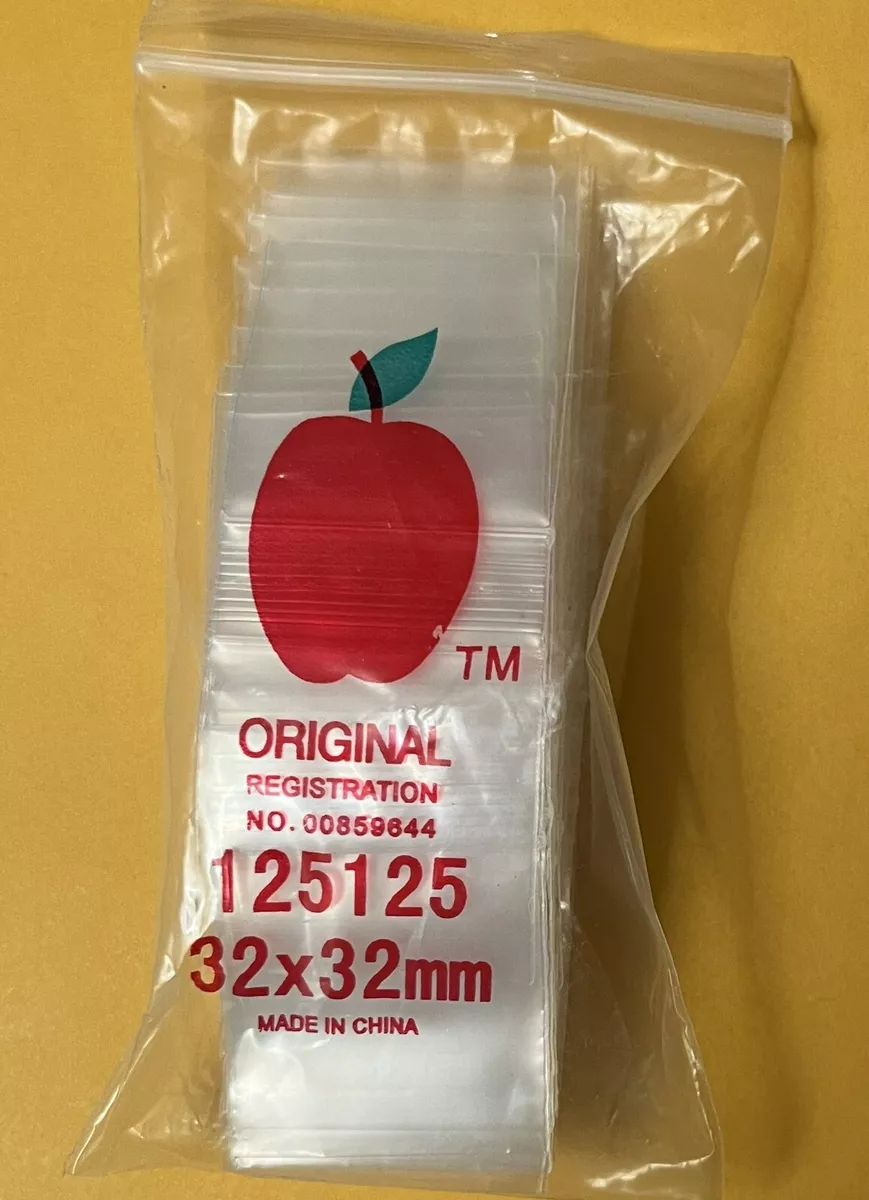 TM
ORIGINAL
REGISTRATION
NO. 00859644
125125
32x32mm
MADE IN CHINA